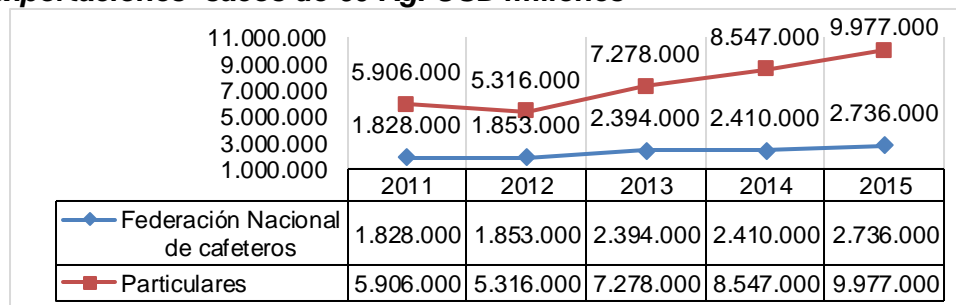 xportaciones sacos de 60 Kg. USD millones
11.000.000
9.000.000
7.000.000
5.000.000
3.000.000
1.000.000
5.906.000 5.316.000 7.278.000 8.547.000 9.977.000
1.828.000 1.853.000 2.394.000 2.410.000 2.736.000
2011 2012 2013 2014 2015
Federación Nacional
de cafeteros
1.828.000 1.853.000 2.394.000 2.410.000 2.736.000
Particulares 5.906.000 5.316.000 7.278.000 8.547.000 9.977.000